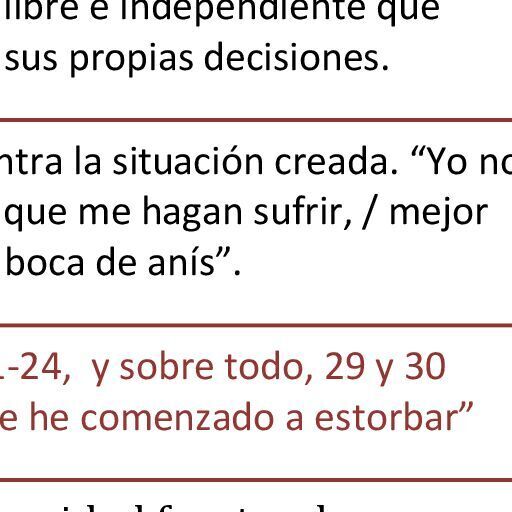 libre e independiente que
sus propias decisiones.
ntra la situación creada. “Yo no
que me hagan sufrir, / mejor
boca de anís”.
1-24, y sobre todo, 29 y 30
e he comenzado a estorbar”